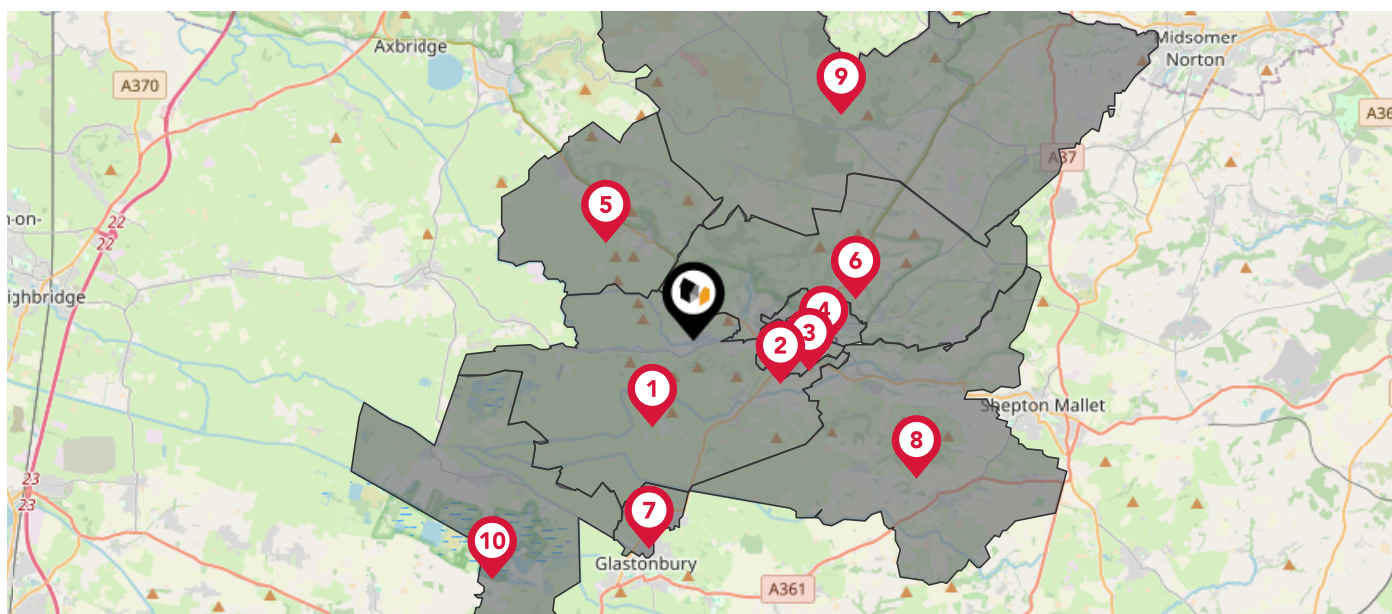 Axbridge
Midsomer
Norton
9
A370
A36
A37
5
22
n-on-
22
6
ighbridge
4
3
2
1
Shepton Mallet
8
23
23
7
10
Glastonbury
A361